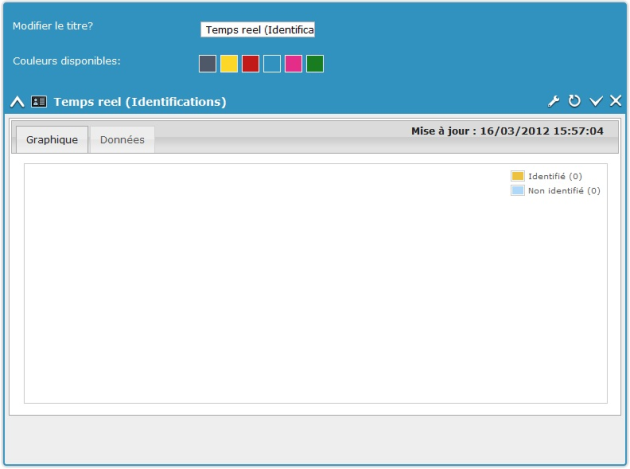 Modifier le titre?
Temps reel (Identifica
Couleurs disponibles:
Temps reel (Identifications)
Graphique
Données
Mise à jour : 16/03/2012 15:57:04
Identifié (0)
Non identifié (0)